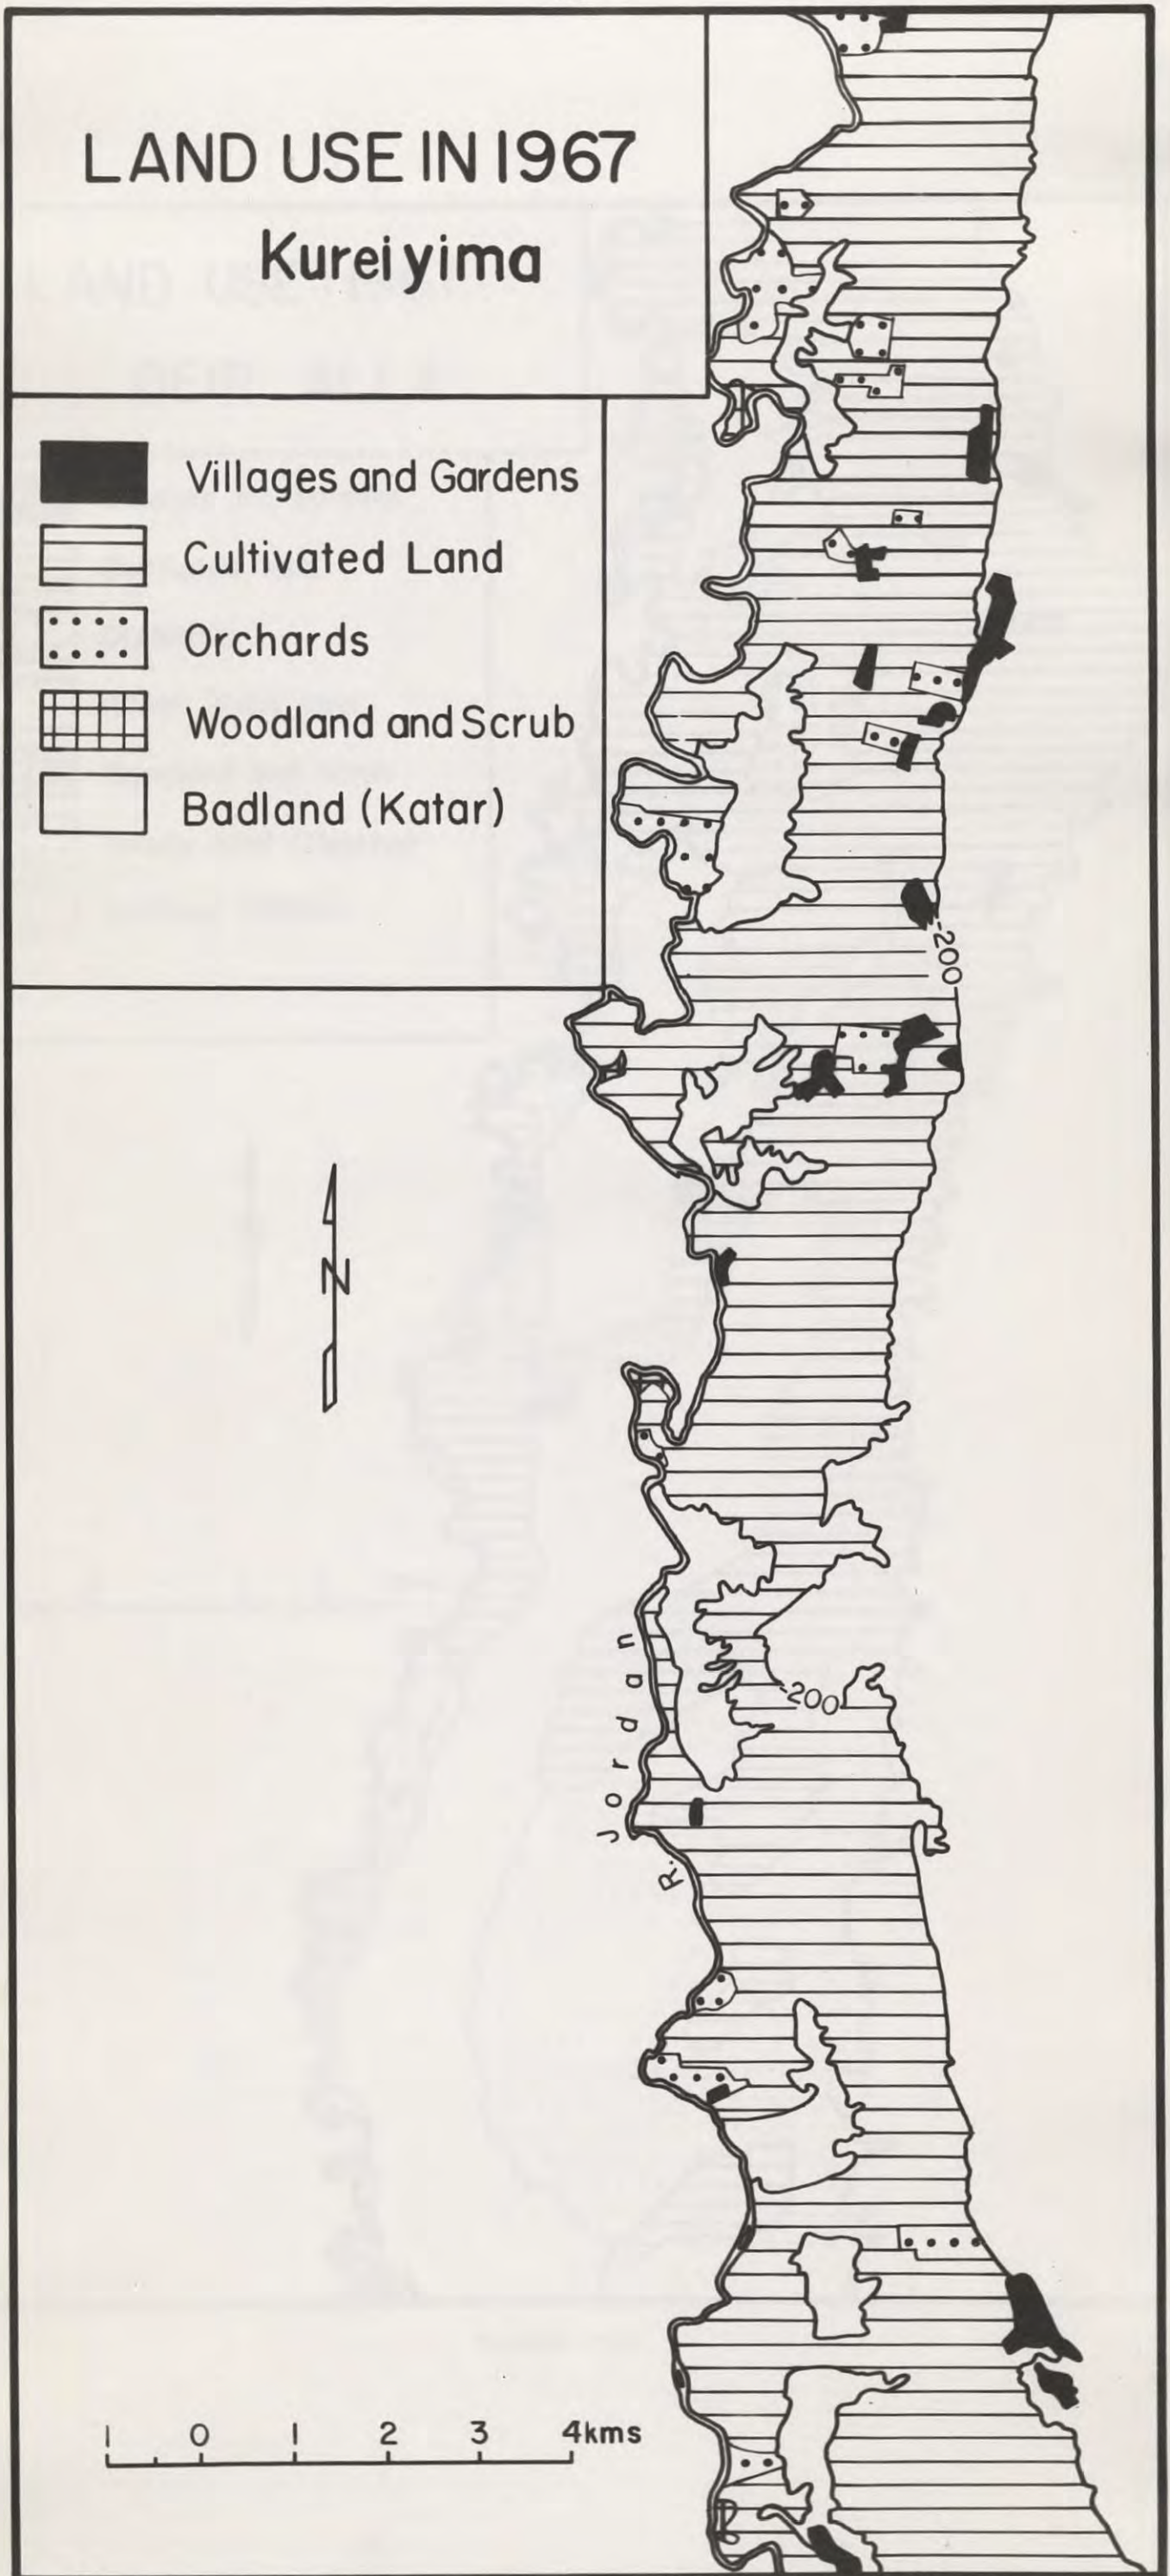 LAND USE IN 1967
Kureiyima
Villages and Gardens
Cultivated Land
Orchards
Woodland and Scrub
Badland (Katar)
-200
N
-200
R. Jordan
1 0 1 2 3 4kms